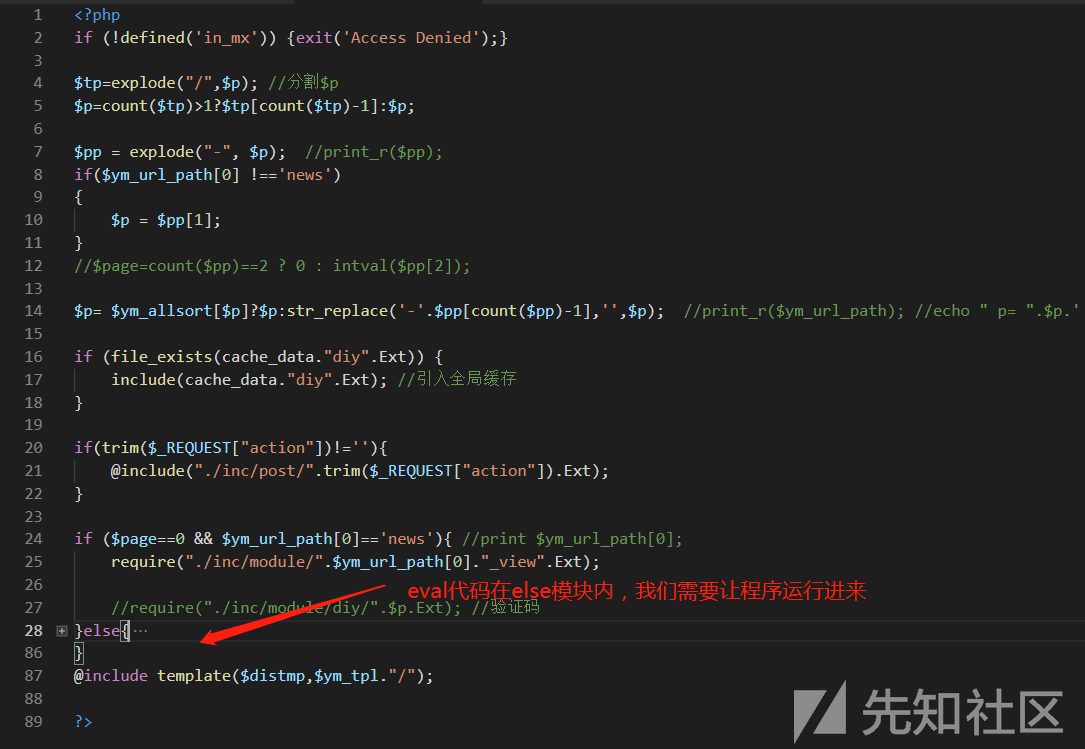 1 <?php
2 if (!defined('in_mx')) {exit('Access Denied');}
3
4 $tp=explode("/",$p); //分割$p
5 $p=count($tp)>1?$tp[count($tp)-1]:$p;
6
7 $pp = explode("-", $p);  //print_r($pp);
8 if($ym_url_path[0] !=='news')
9 {
10     $p = $pp[1];
11 }
12 //$page=count($pp)==2 ? 0 : intval($pp[2]);
13
14 $p= $ym_allsort[$p]?$p:str_replace('-'.$pp[count($pp)-1],'',$p);  //print_r($ym_url_path); //echo " p= ".$p.'
15
16 if (file_exists(cache_data."diy".Ext)) {
17     include(cache_data."diy".Ext); //引入全局缓存
18 }
19
20 if(trim($_REQUEST["action"])!=''){
21     @include("./inc/post/".trim($_REQUEST["action"]).Ext);
22 }
23
24 if ($page==0 && $ym_url_path[0]=='news'){ //print $ym_url_path[0];
25     require("./inc/module/".$ym_url_path[0]."_view".Ext);
26
eval代码在else模块内，我们需要让程序运行进来
27     //require("./inc/module/diy/".$p.Ext); //验证码
28 }else{…
86 }
87 @include template($distmp,$ym_tpl."/");
88
89 ?>
先知社区